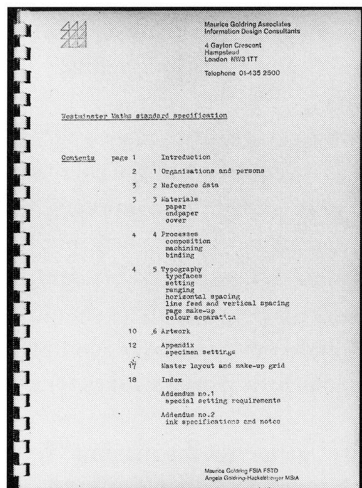 Maurice Goldring Associates
Information Design Consultants
4 Gayton Crescent
Hampstead
London NW3 1TT
Telephone 01-435 2500
Westminster Maths standard specification
Contents page 1 Introduction
2 1 Organisations and persons
3 2 Reference data
3 3 Materials
paper
endpaper
cover
4 4 Processes
composition
machining
binding
4 5 Typography
typefaces
setting
ranging
horizontal spacing
line feed and vertical spacing
page make-up
colour separation
10 6 Artwork
12 Appendix
specimen settings
17 Master layout and make-up grid
18 Index
Addendum no.1
special setting requirements
Addendum no.2
ink specifications and notes
Maurice Goldring FSIA FSTD
Angela Goldring-Hackelsberger MSIA